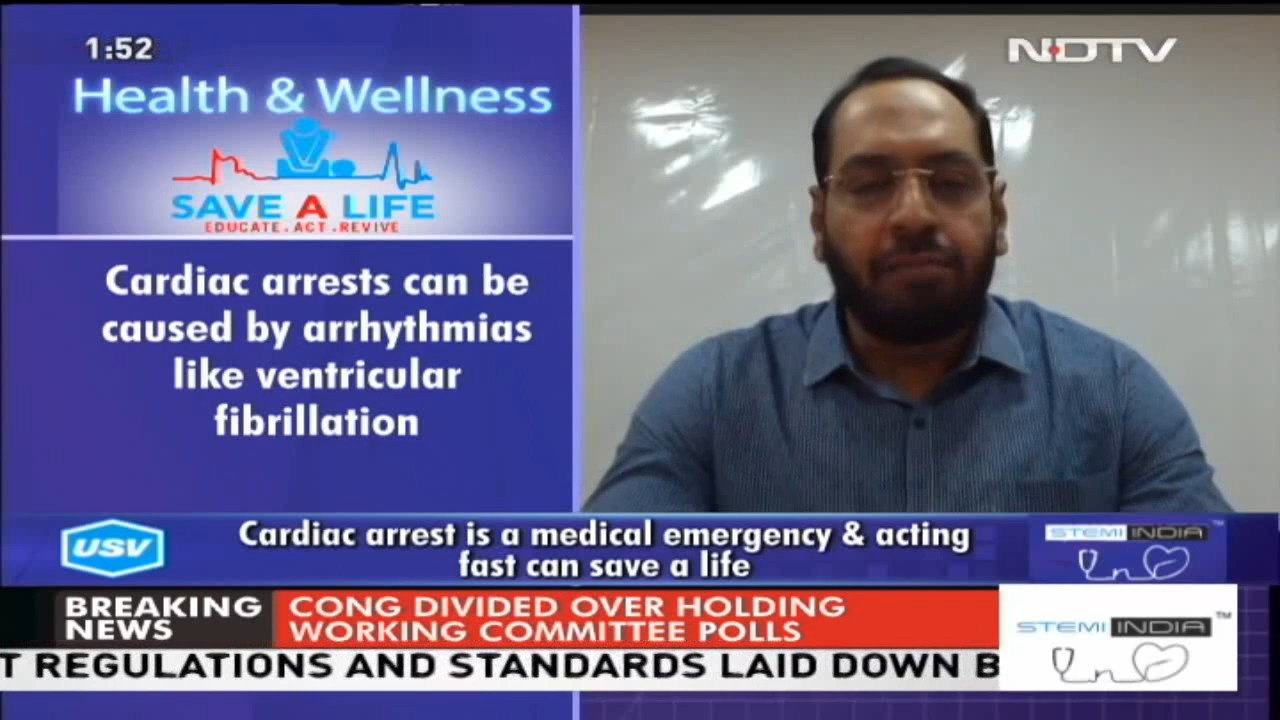 1:52
NDTV
Health & Wellness
SAVE A LIFE
EDUCATE . ACT . REVIVE
Cardiac arrests can be
caused by arrhythmias
like ventricular
fibrillation
USV
Cardiac arrest is a medical emergency & acting
fast can save a life
STEMI INDIA™
BREAKING
NEWS
CONG DIVIDED OVER HOLDING
WORKING COMMITTEE POLLS
STEMI INDIA™
T REGULATIONS AND STANDARDS LAID DOWN B